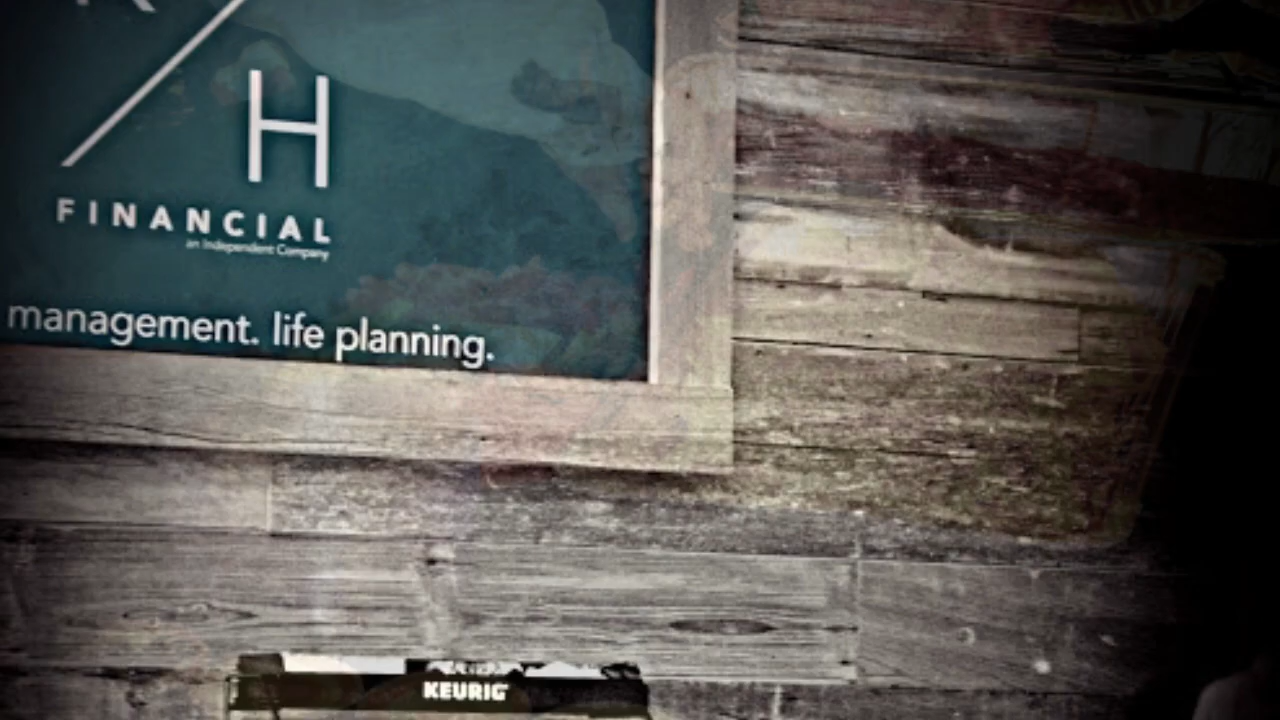 H
FINANCIAL
an Independent Company
management. life planning.
KEURIG